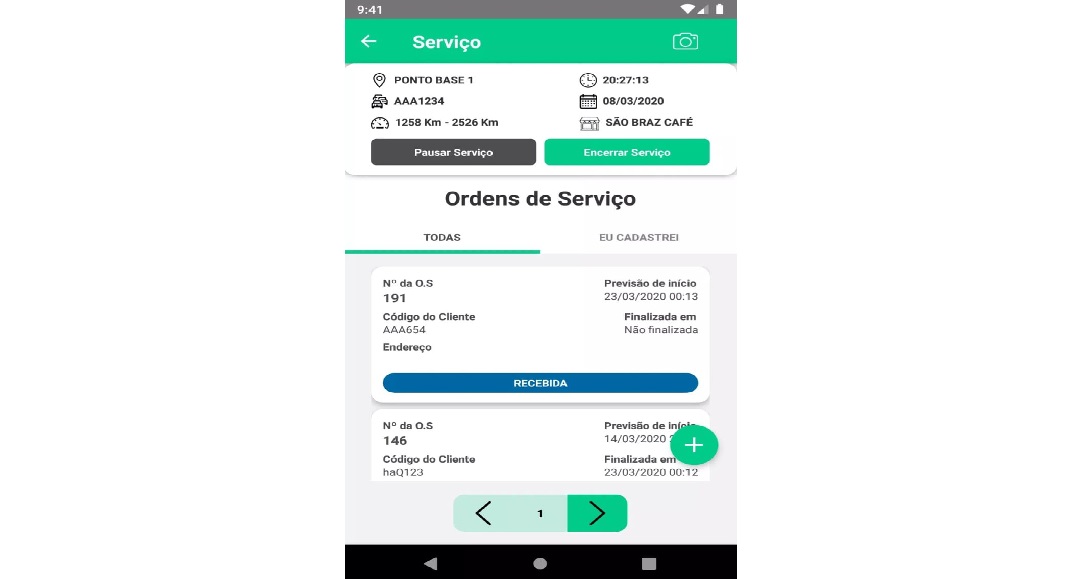 9:41
Serviço
PONTO BASE 1
20:27:13
AAA1234
08/03/2020
1258 Km - 2526 Km
SÃO BRAZ CAFÉ
Pausar Serviço
Encerrar Serviço
Ordens de Serviço
TODAS
EU CADASTREI
Nº da O.S
Previsão de início
191
23/03/2020 00:13
Código do Cliente
Finalizada em
AAA654
Não finalizada
Endereço
RECEBIDA
Nº da O.S
Previsão de início
146
14/03/2020
Código do Cliente
Finalizada em
haQ123
23/03/2020 00:12
1